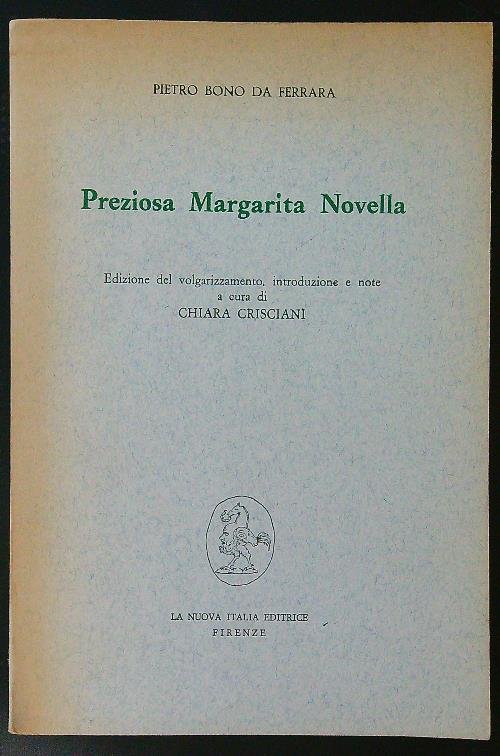 PIETRO BONO DA FERRARA
Preziosa Margarita Novella
Edizione del volgarizzamento, introduzione e note
a cura di
CHIARA CRISCIANI
LA NUOVA ITALIA EDITRICE
FIRENZE